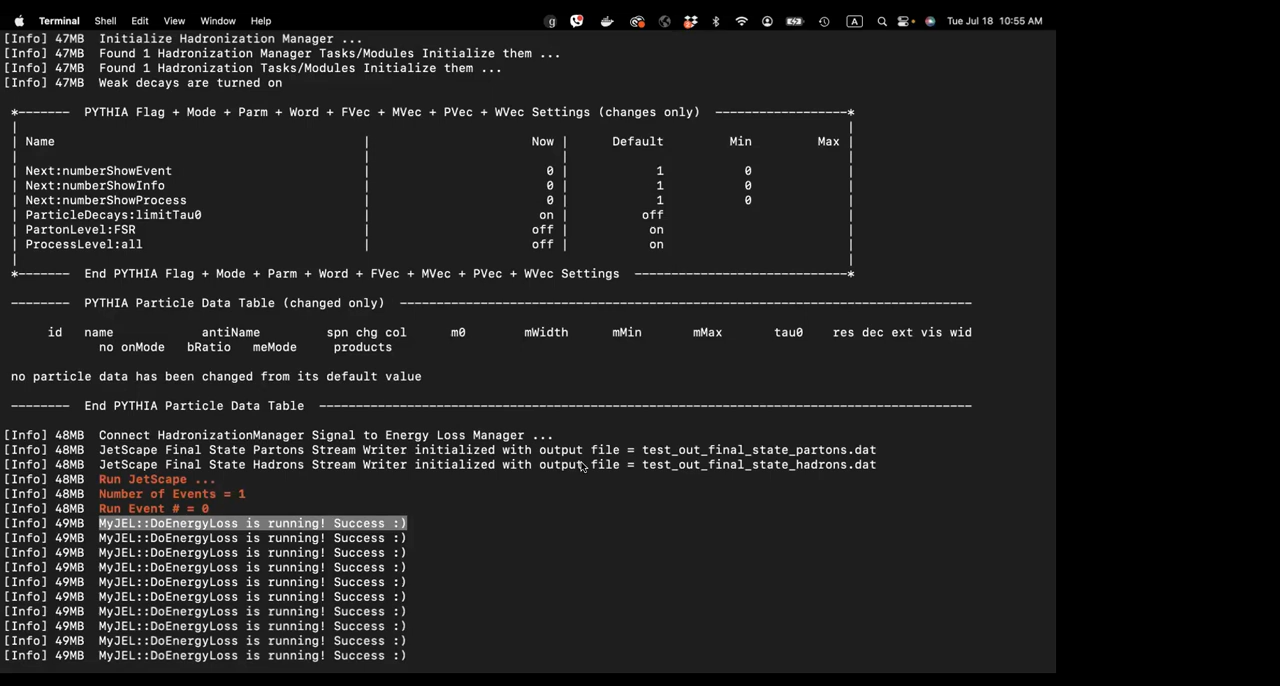 Terminal Shell Edit View Window Help g A Tue Jul 18 10:55 AM
[Info] 47MB Initialize Hadronization Manager ...
[Info] 47MB Found 1 Hadronization Manager Tasks/Modules Initialize them ...
[Info] 47MB Found 1 Hadronization Tasks/Modules Initialize them ...
[Info] 47MB Weak decays are turned on
*------- PYTHIA Flag + Mode + Parm + Word + FVec + MVec + PVec + WVec Settings (changes only) ------------------*
| |
| Name | Now | Default Min Max |
| | | |
| Next:numberShowEvent | 0 | 1 0 |
| Next:numberShowInfo | 0 | 1 0 |
| Next:numberShowProcess | 0 | 1 0 |
| ParticleDecays:limitTau0 | on | off |
| PartonLevel:FSR | off | on |
| ProcessLevel:all | off | on |
| |
*------- End PYTHIA Flag + Mode + Parm + Word + FVec + MVec + PVec + WVec Settings -----------------------------*
-------- PYTHIA Particle Data Table (changed only) ------------------------------------------------------------------------------
id name antiName spn chg col m0 mWidth mMin mMax tau0 res dec ext vis wid
no onMode bRatio meMode products
no particle data has been changed from its default value
-------- End PYTHIA Particle Data Table -----------------------------------------------------------------------------------------
[Info] 48MB Connect HadronizationManager Signal to Energy Loss Manager ...
[Info] 48MB JetScape Final State Partons Stream Writer initialized with output file = test_out_final_state_partons.dat
[Info] 48MB JetScape Final State Hadrons Stream Writer initialized with output file = test_out_final_state_hadrons.dat
[Info] 48MB Run JetScape ...
[Info] 48MB Number of Events = 1
[Info] 48MB Run Event # = 0
[Info] 49MB MyJEL::DoEnergyLoss is running! Success :)
[Info] 49MB MyJEL::DoEnergyLoss is running! Success :)
[Info] 49MB MyJEL::DoEnergyLoss is running! Success :)
[Info] 49MB MyJEL::DoEnergyLoss is running! Success :)
[Info] 49MB MyJEL::DoEnergyLoss is running! Success :)
[Info] 49MB MyJEL::DoEnergyLoss is running! Success :)
[Info] 49MB MyJEL::DoEnergyLoss is running! Success :)
[Info] 49MB MyJEL::DoEnergyLoss is running! Success :)
[Info] 49MB MyJEL::DoEnergyLoss is running! Success :)
[Info] 49MB MyJEL::DoEnergyLoss is running! Success :)